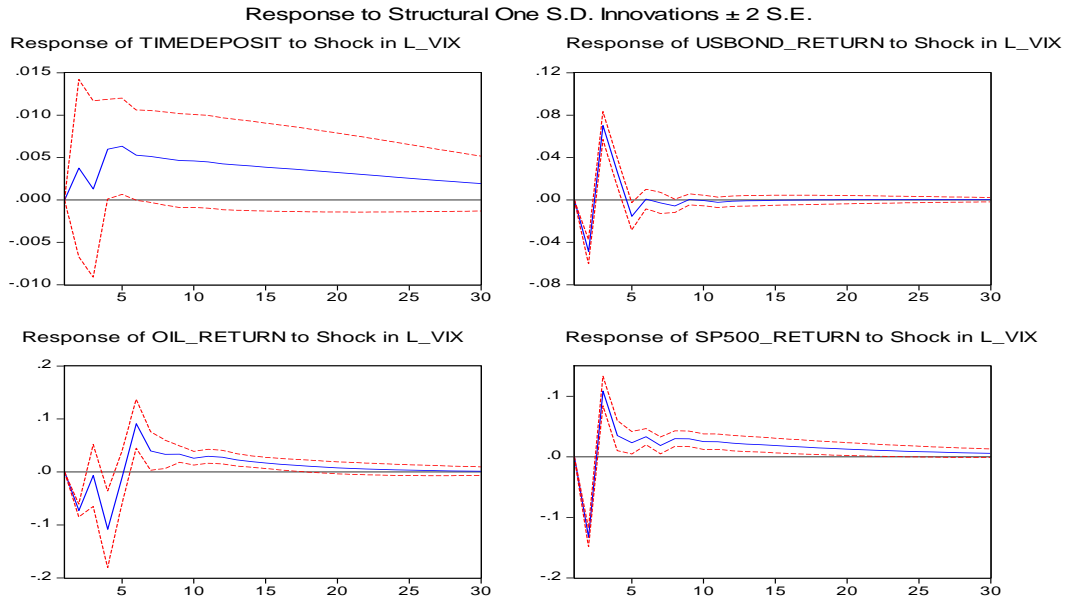 Response to Structural One S.D. Innovations ± 2 S.E.
Response of TIMEDEPOSIT to Shock in L_VIX
.015
.010
.005
.000
-.005
-.010
5 10 15 20 25 30
Response of USBOND_RETURN to Shock in L_VIX
.12
.08
.04
.00
-.04
-.08
5 10 15 20 25 30
Response of OIL_RETURN to Shock in L_VIX
.2
.1
.0
-.1
-.2
5 10 15 20 25 30
Response of SP500_RETURN to Shock in L_VIX
.1
.0
-.1
-.2
5 10 15 20 25 30